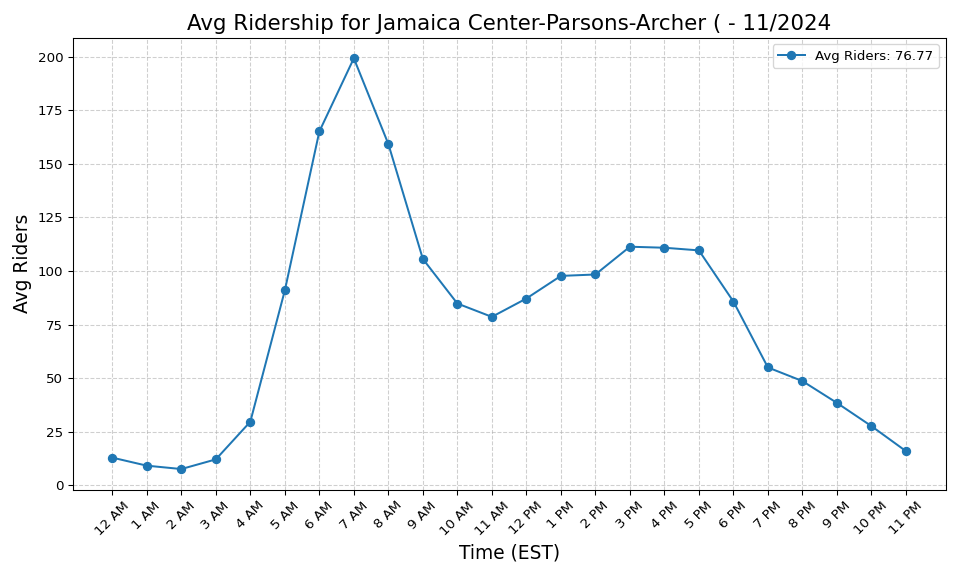 Avg Ridership for Jamaica Center-Parsons-Archer ( - 11/2024
Avg Riders: 76.77
Avg Riders
200
175
150
125
100
75
50
25
0
12 AM
1 AM
2 AM
3 AM
4 AM
5 AM
6 AM
7 AM
8 AM
9 AM
10 AM
11 AM
12 PM
1 PM
2 PM
3 PM
4 PM
5 PM
6 PM
7 PM
8 PM
9 PM
10 PM
11 PM
Time (EST)